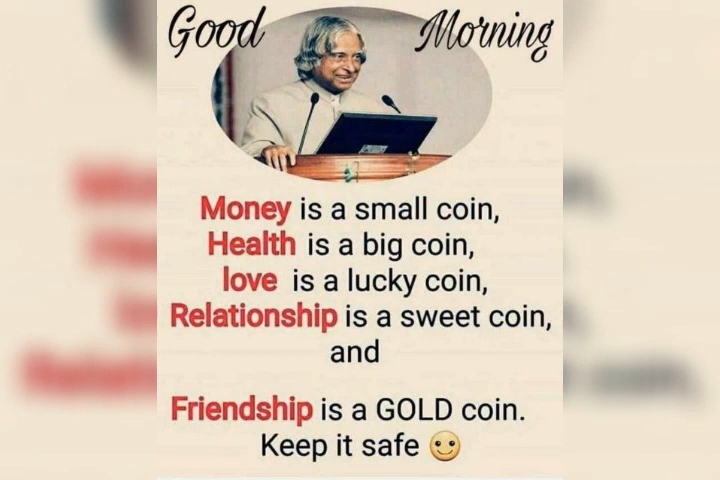 Good Morning
Money is a small coin,
Health is a big coin,
love is a lucky coin,
Relationship is a sweet coin,
and
Friendship is a GOLD coin.
Keep it safe 🙂